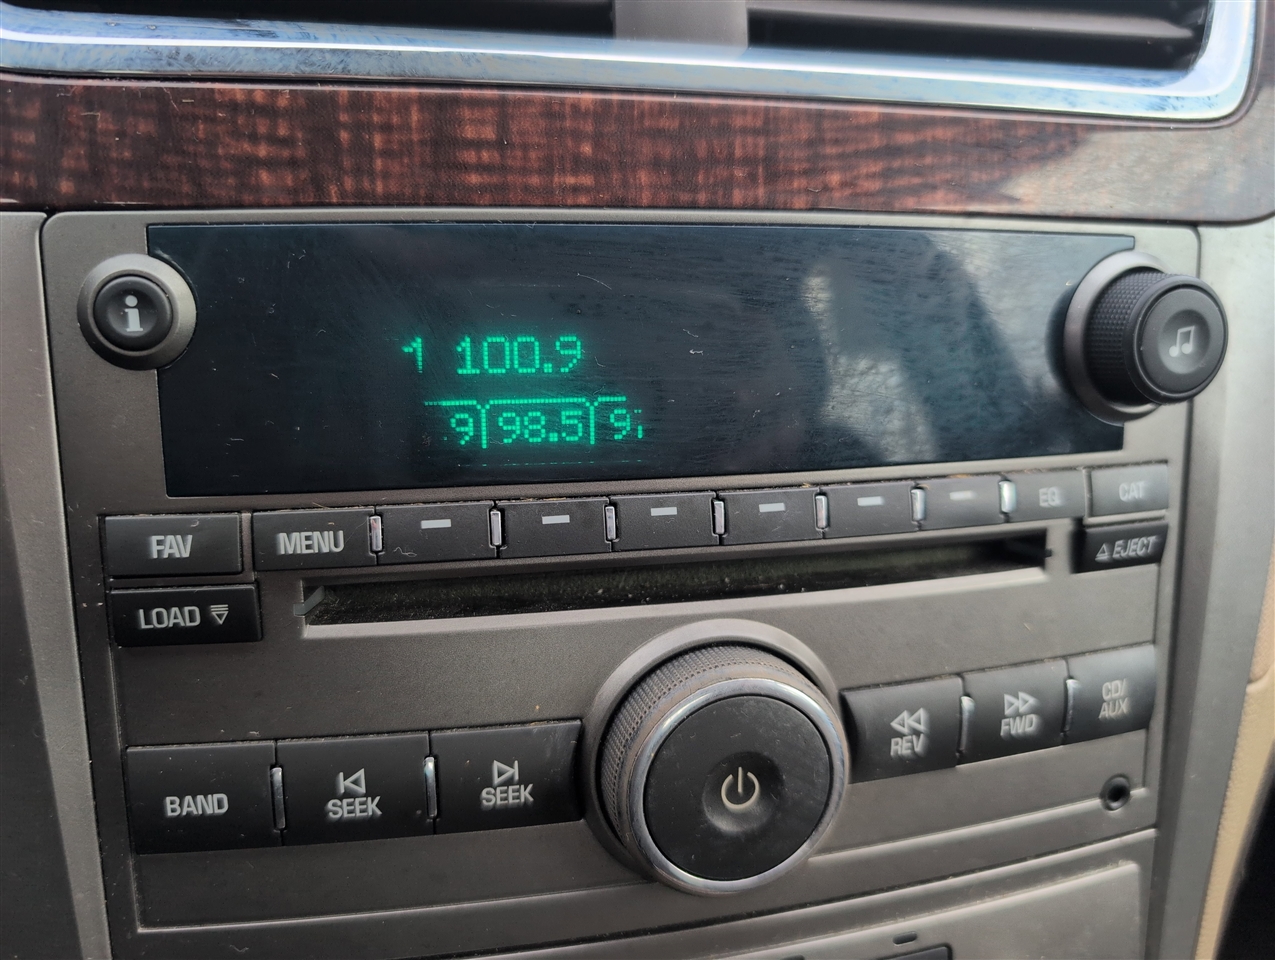 i
1 100.9
9 98.5 9
FAV
MENU
EQ
CAT
LOAD
EJECT
BAND
SEEK
SEEK
REV
FWD
CD/
AUX